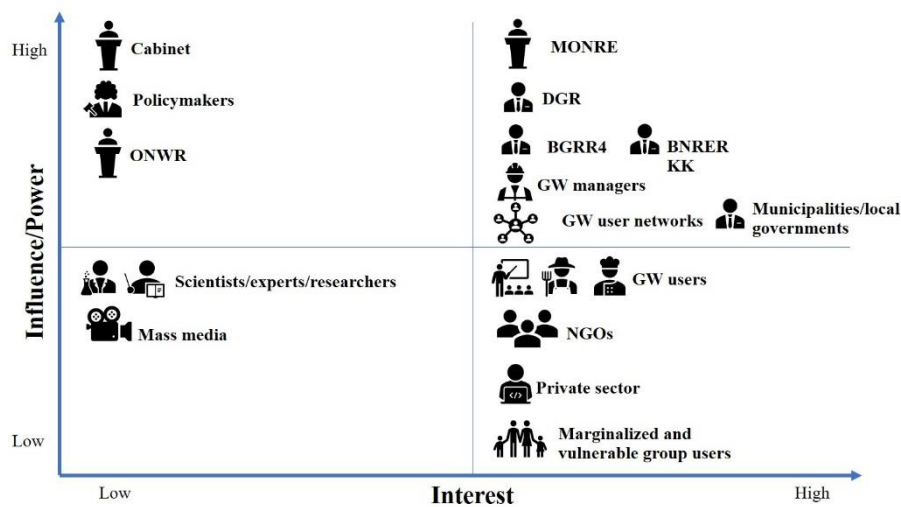 High
Cabinet
MONRE
Policymakers
DGR
ONWR
BGRR4
BNRER
KK
GW managers
GW user networks
Municipalities/local
governments
Influence/Power
Scientists/experts/researchers
GW users
Mass media
NGOs
Private sector
</>
Low
Marginalized and
vulnerable group users
Low
Interest
High